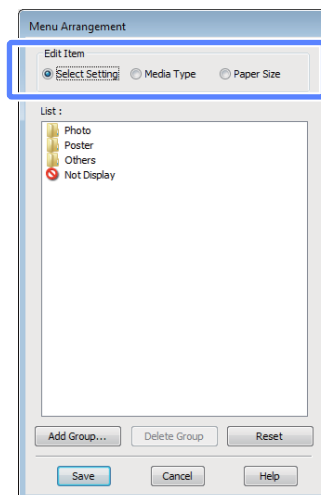 Menu Arrangement
Edit Item
Select Setting Media Type Paper Size
List :
Photo
Poster
Others
Not Display
Add Group... Delete Group Reset
Save Cancel Help